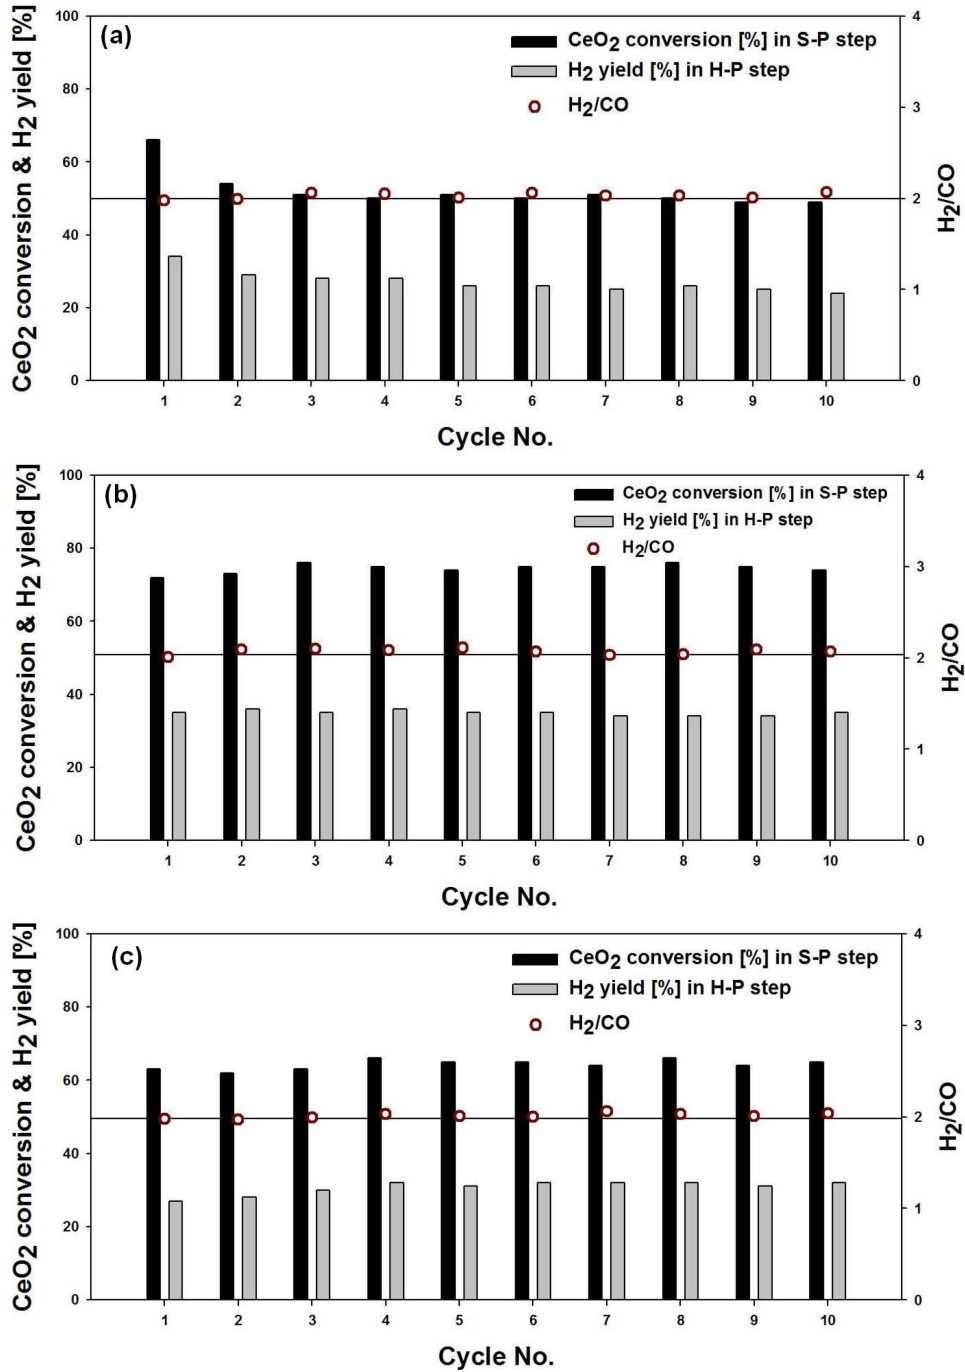 (a)
CeO2 conversion [%] in S-P step
H2 yield [%] in H-P step
H2/CO
CeO2 conversion & H2 yield [%]
100
80
60
40
20
0
4
3
2
1
0
H2/CO
1 2 3 4 5 6 7 8 9 10
Cycle No.
(b)
CeO2 conversion [%] in S-P step
H2 yield [%] in H-P step
H2/CO
CeO2 conversion & H2 yield [%]
100
80
60
40
20
0
4
3
2
1
0
H2/CO
1 2 3 4 5 6 7 8 9 10
Cycle No.
(c)
CeO2 conversion [%] in S-P step
H2 yield [%] in H-P step
H2/CO
CeO2 conversion & H2 yield [%]
100
80
60
40
20
0
4
3
2
1
0
H2/CO
1 2 3 4 5 6 7 8 9 10
Cycle No.